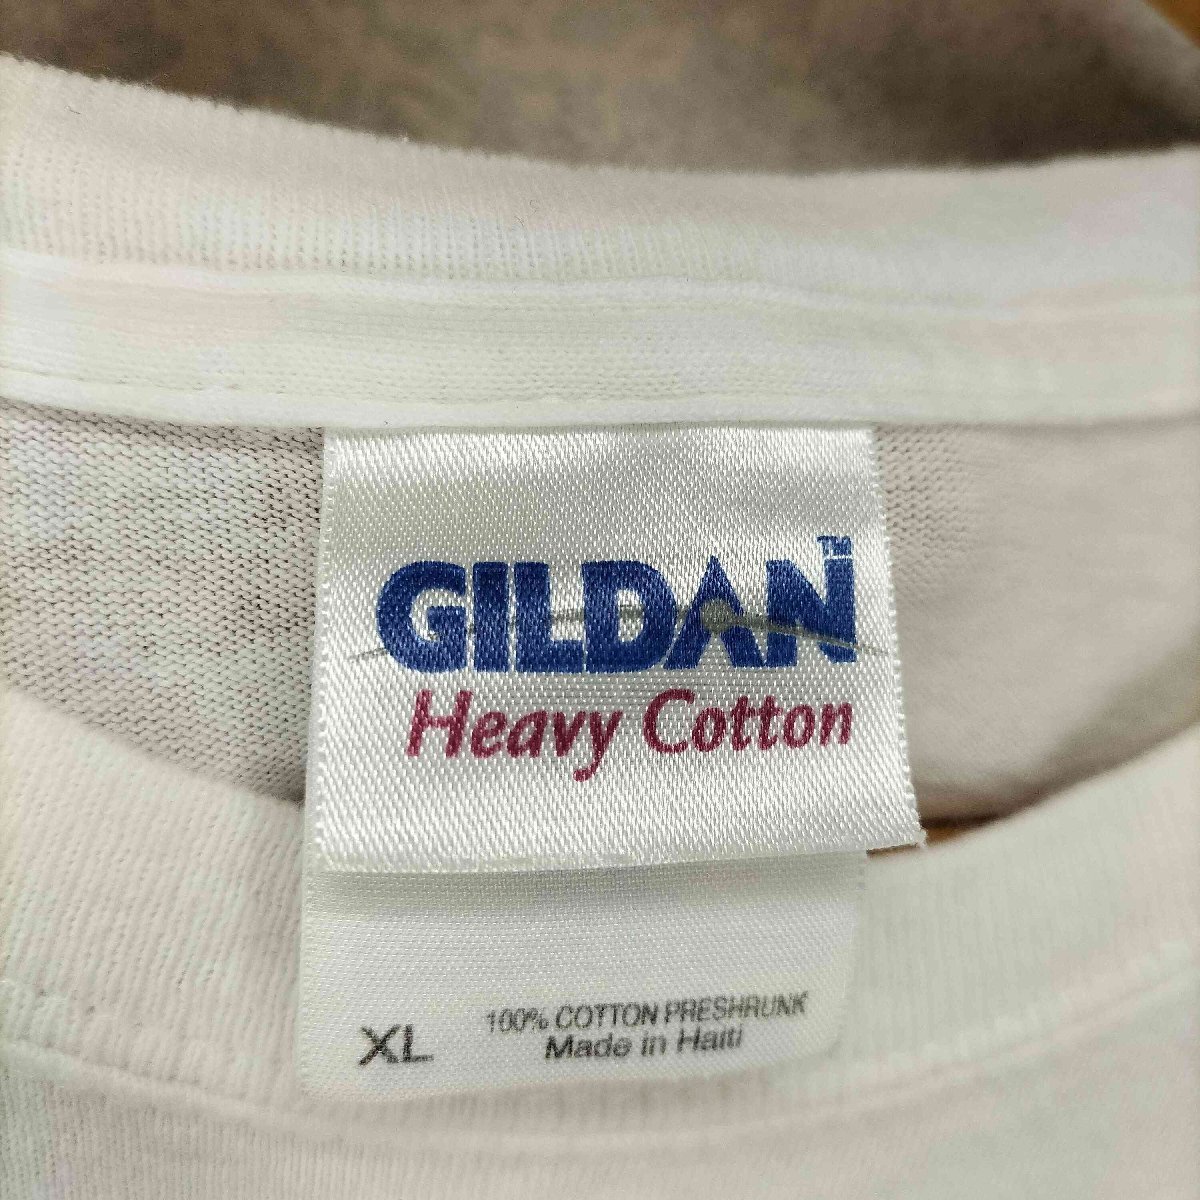 GILDAN™
Heavy Cotton
XL
100% COTTON PRESHRUNK
Made in Haiti